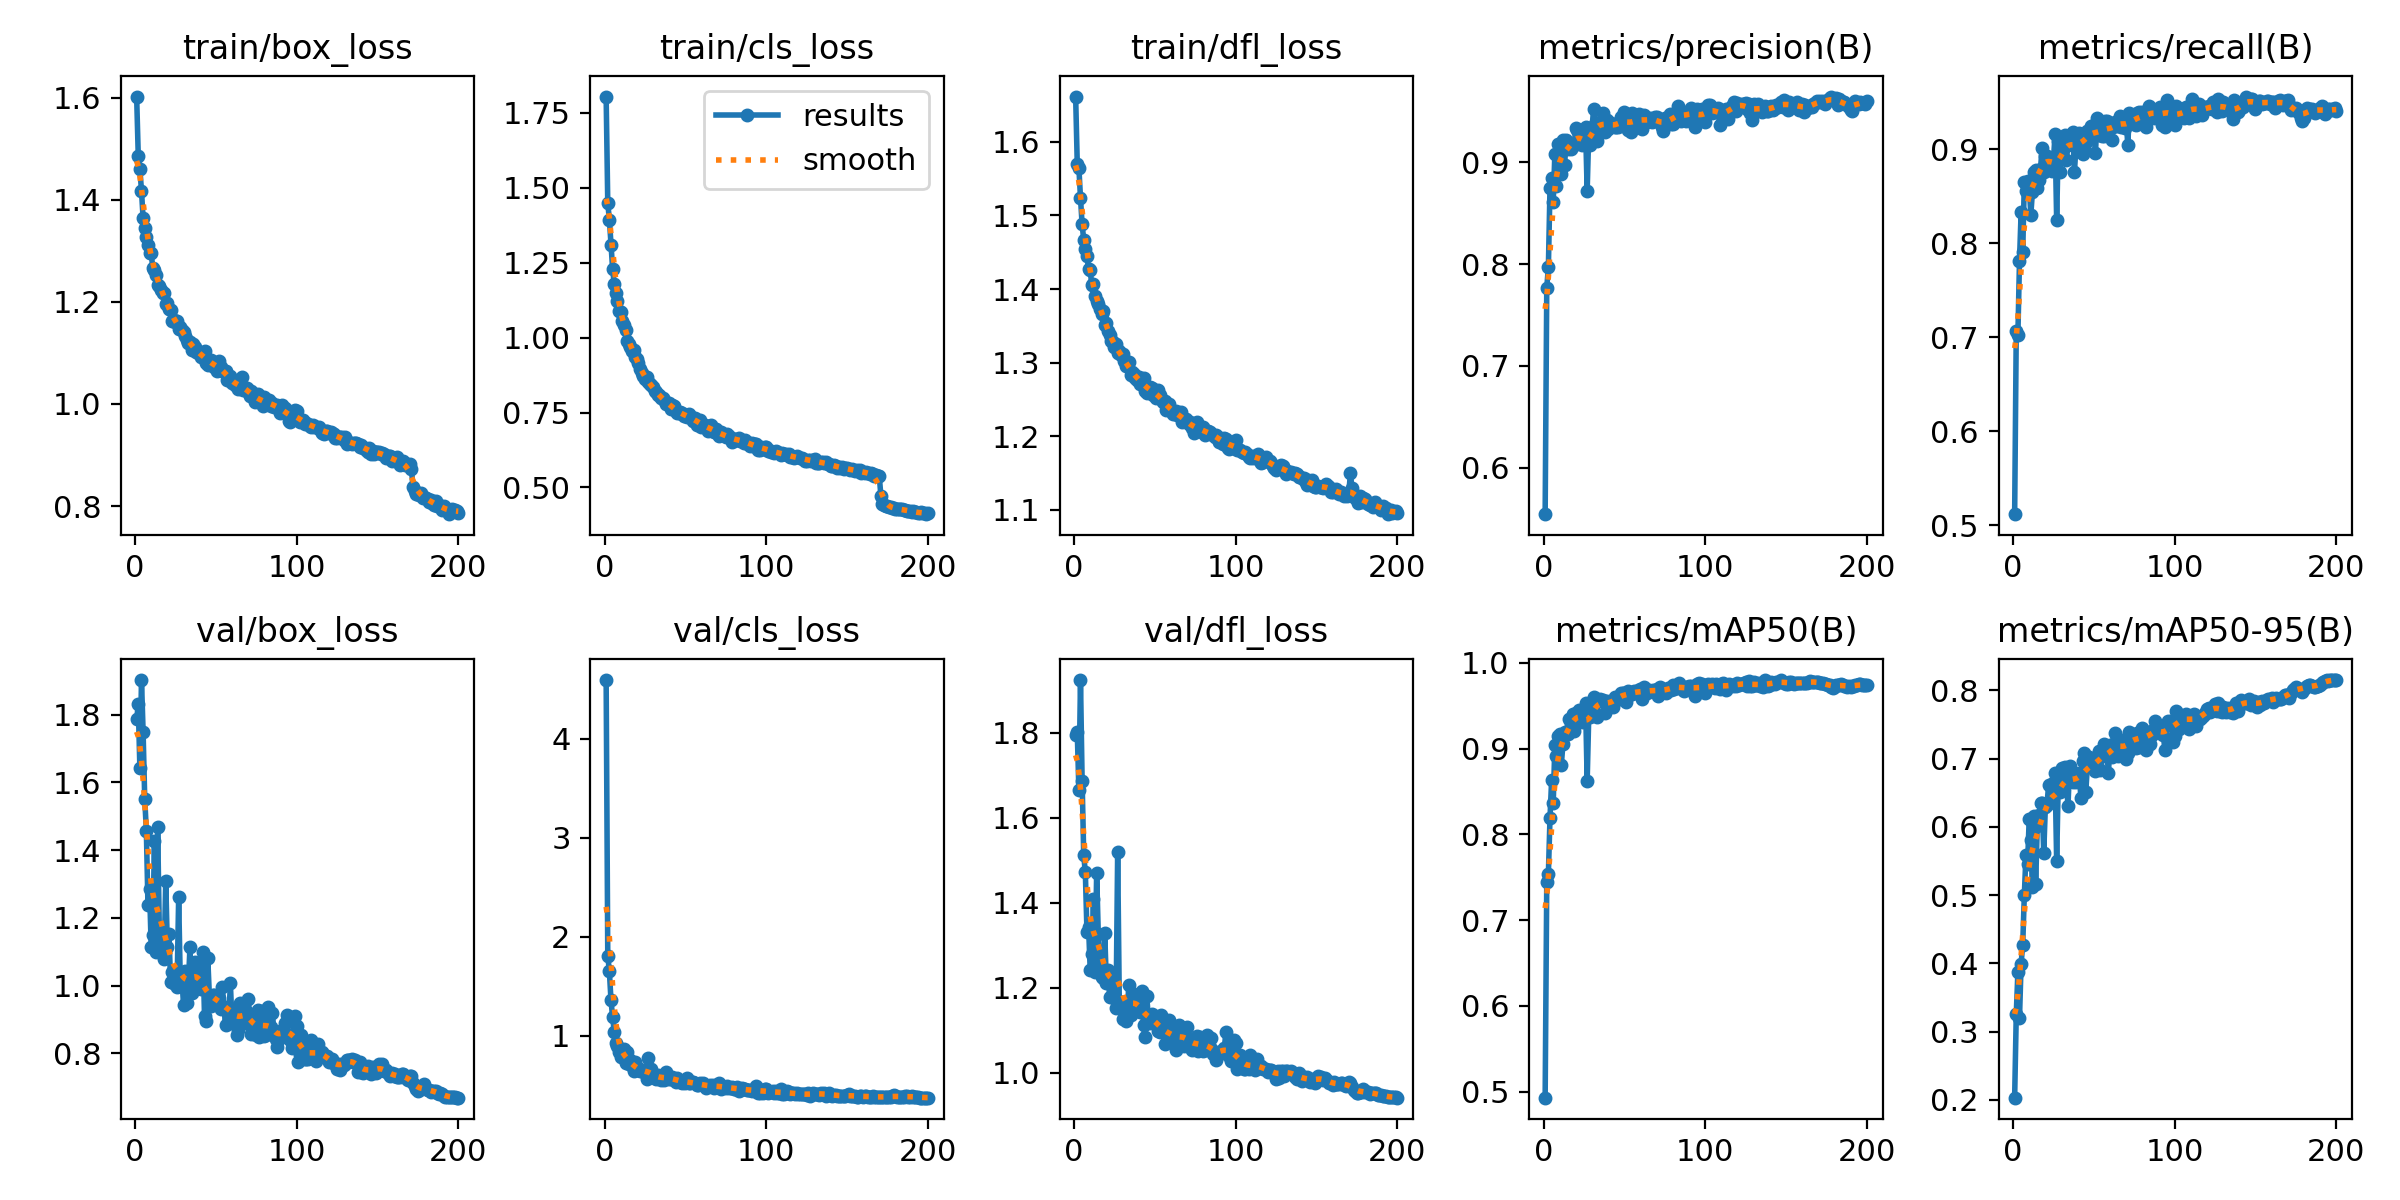 train/box_loss
1.6
1.4
1.2
1.0
0.8
0 100 200
train/cls_loss
results
smooth
1.75
1.50
1.25
1.00
0.75
0.50
0 100 200
train/dfl_loss
1.6
1.5
1.4
1.3
1.2
1.1
0 100 200
metrics/precision(B)
0.9
0.8
0.7
0.6
0 100 200
metrics/recall(B)
0.9
0.8
0.7
0.6
0.5
0 100 200
val/box_loss
1.8
1.6
1.4
1.2
1.0
0.8
0 100 200
val/cls_loss
4
3
2
1
0 100 200
val/dfl_loss
1.8
1.6
1.4
1.2
1.0
0 100 200
metrics/mAP50(B)
1.0
0.9
0.8
0.7
0.6
0.5
0 100 200
metrics/mAP50-95(B)
0.8
0.7
0.6
0.5
0.4
0.3
0.2
0 100 200